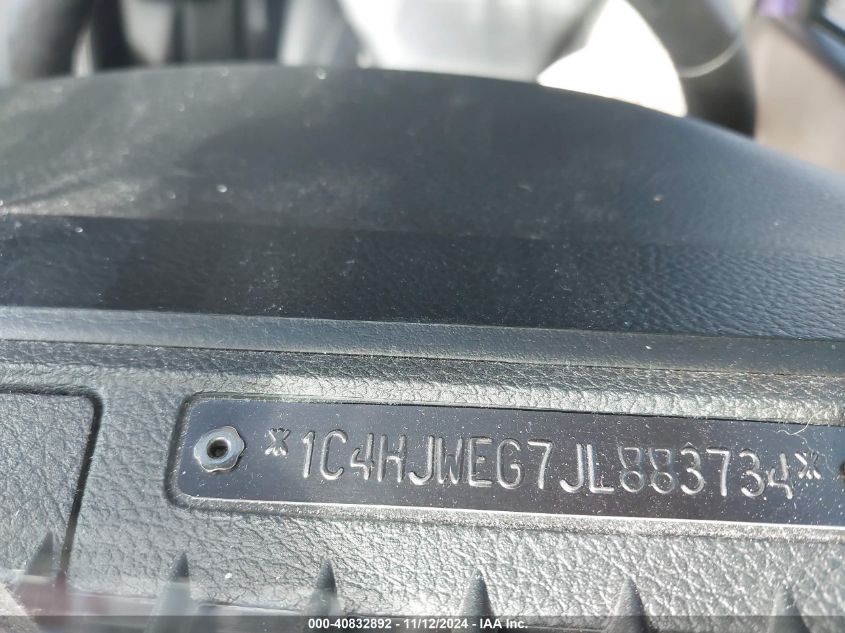 *1C4HJWEG7JL883734*
000-40832892 - 11/12/2024 - IAA Inc.